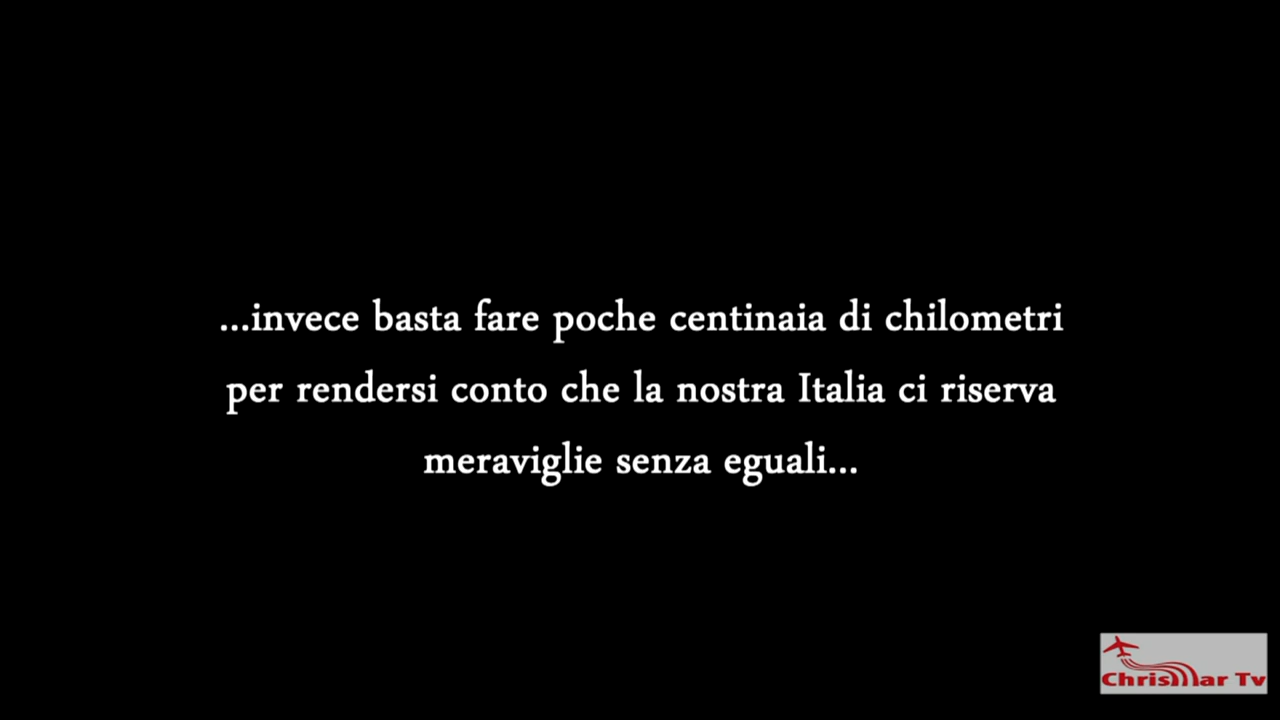 ...invece basta fare poche centinaia di chilometri
per rendersi conto che la nostra Italia ci riserva
meraviglie senza eguali...
ChrisMar Tv